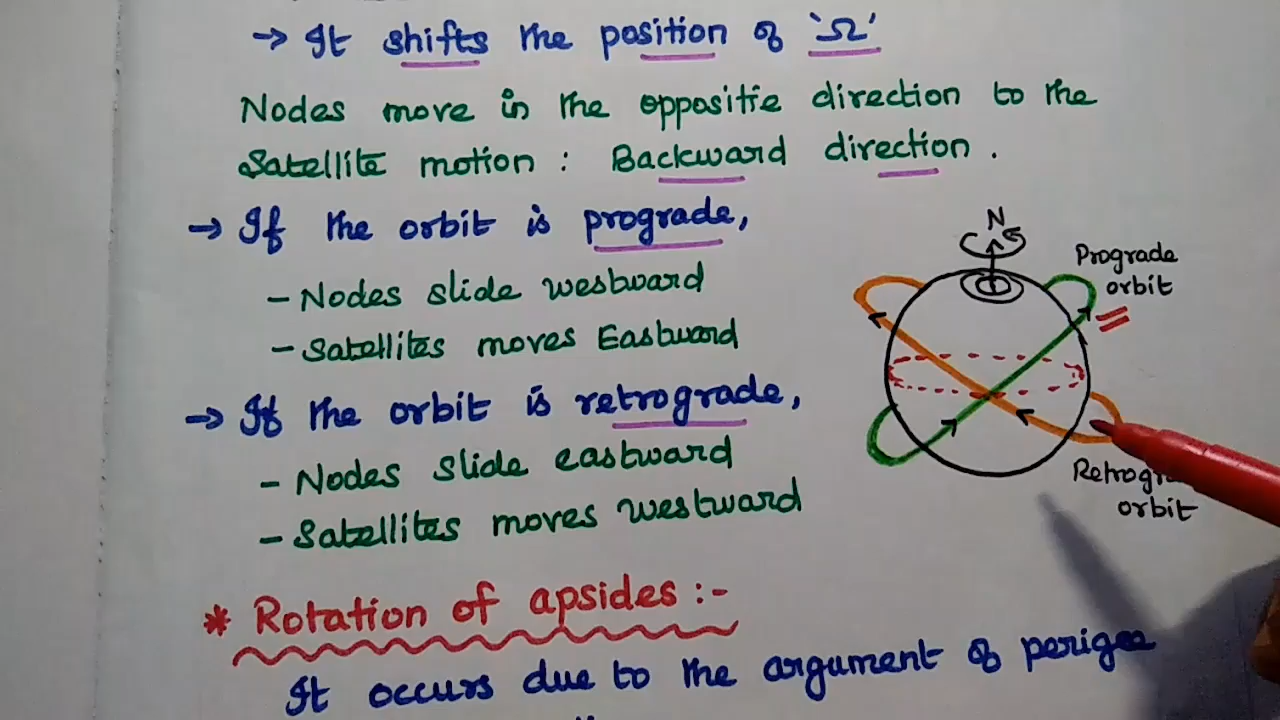 → It shifts the position of 'Ω'
Nodes move in the oppositie direction to the
Satellite motion : Backward direction.
→ If the orbit is prograde,
- Nodes slide westward
- Satellites moves Eastward
→ If the orbit is retrograde,
- Nodes slide eastward
- Satellites moves westward
N
Prograde
orbit
orbit
* Rotation of apsides :-
It occurs due to the argument of perigee